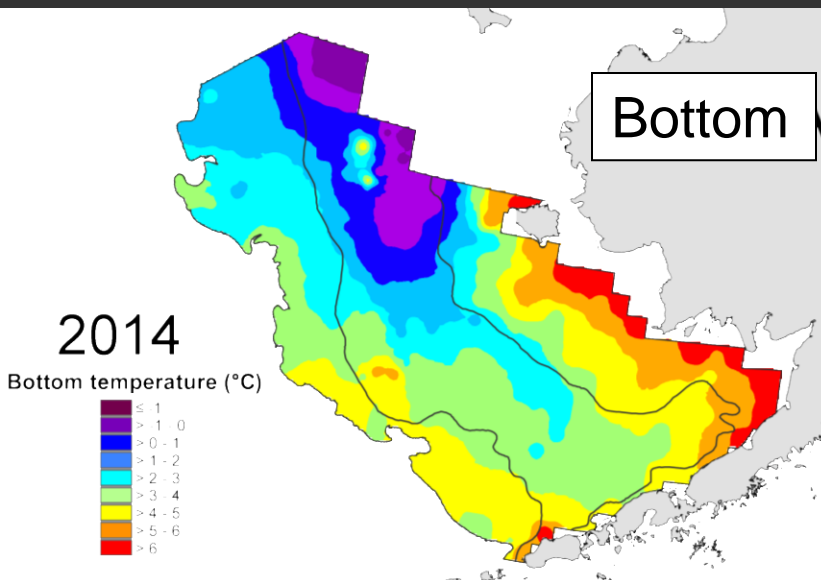 Bottom
2014
Bottom temperature (°C)
≤ -1
> -1 - 0
> 0 - 1
> 1 - 2
> 2 - 3
> 3 - 4
> 4 - 5
> 5 - 6
> 6